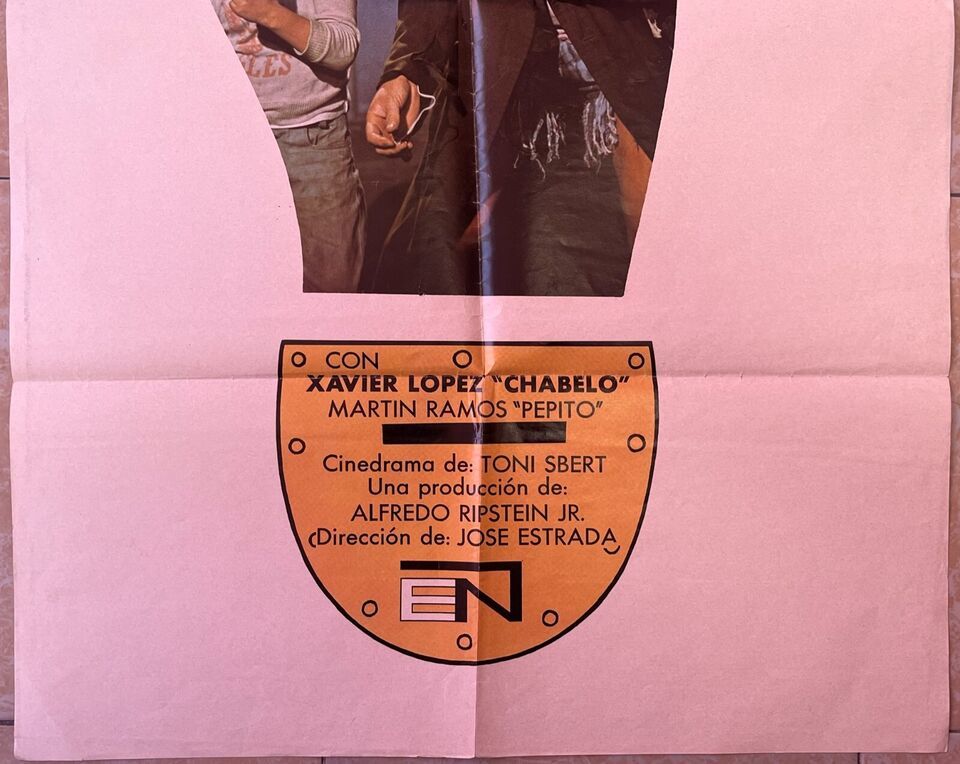 LES
CON
XAVIER LOPEZ "CHABELO"
MARTIN RAMOS "PEPITO"
Cinedrama de: TONI SBERT
Una producción de:
ALFREDO RIPSTEIN JR.
Dirección de: JOSE ESTRADA
EN